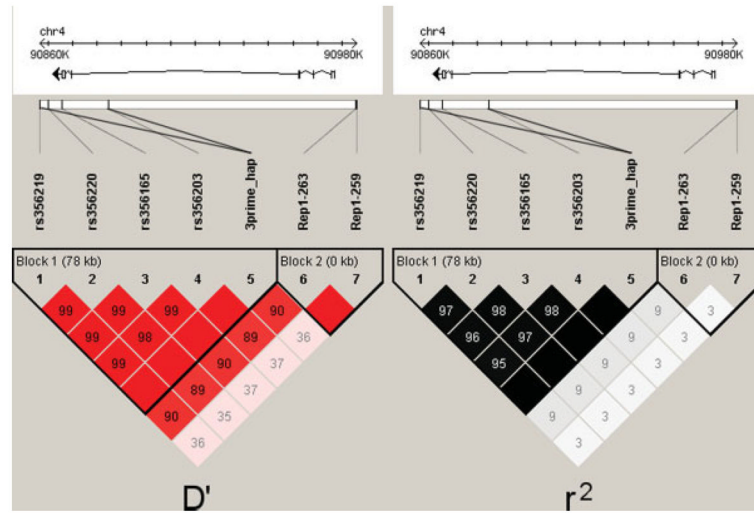 chr4
90860K 90980K
rs356219 rs356220 rs356165 rs356203 3prime_hap Rep1-263 Rep1-259
Block 1 (78 kb) Block 2 (0 kb)
1 2 3 4 5 6 7
99 99 99 90
99 98 89 36
99 90 37
89 37
90 35
36
D'
chr4
90860K 90980K
rs356219 rs356220 rs356165 rs356203 3prime_hap Rep1-263 Rep1-259
Block 1 (78 kb) Block 2 (0 kb)
1 2 3 4 5 6 7
97 98 98 9 3
96 97 9 3
95 9 3
9 3
9 3
3
r²